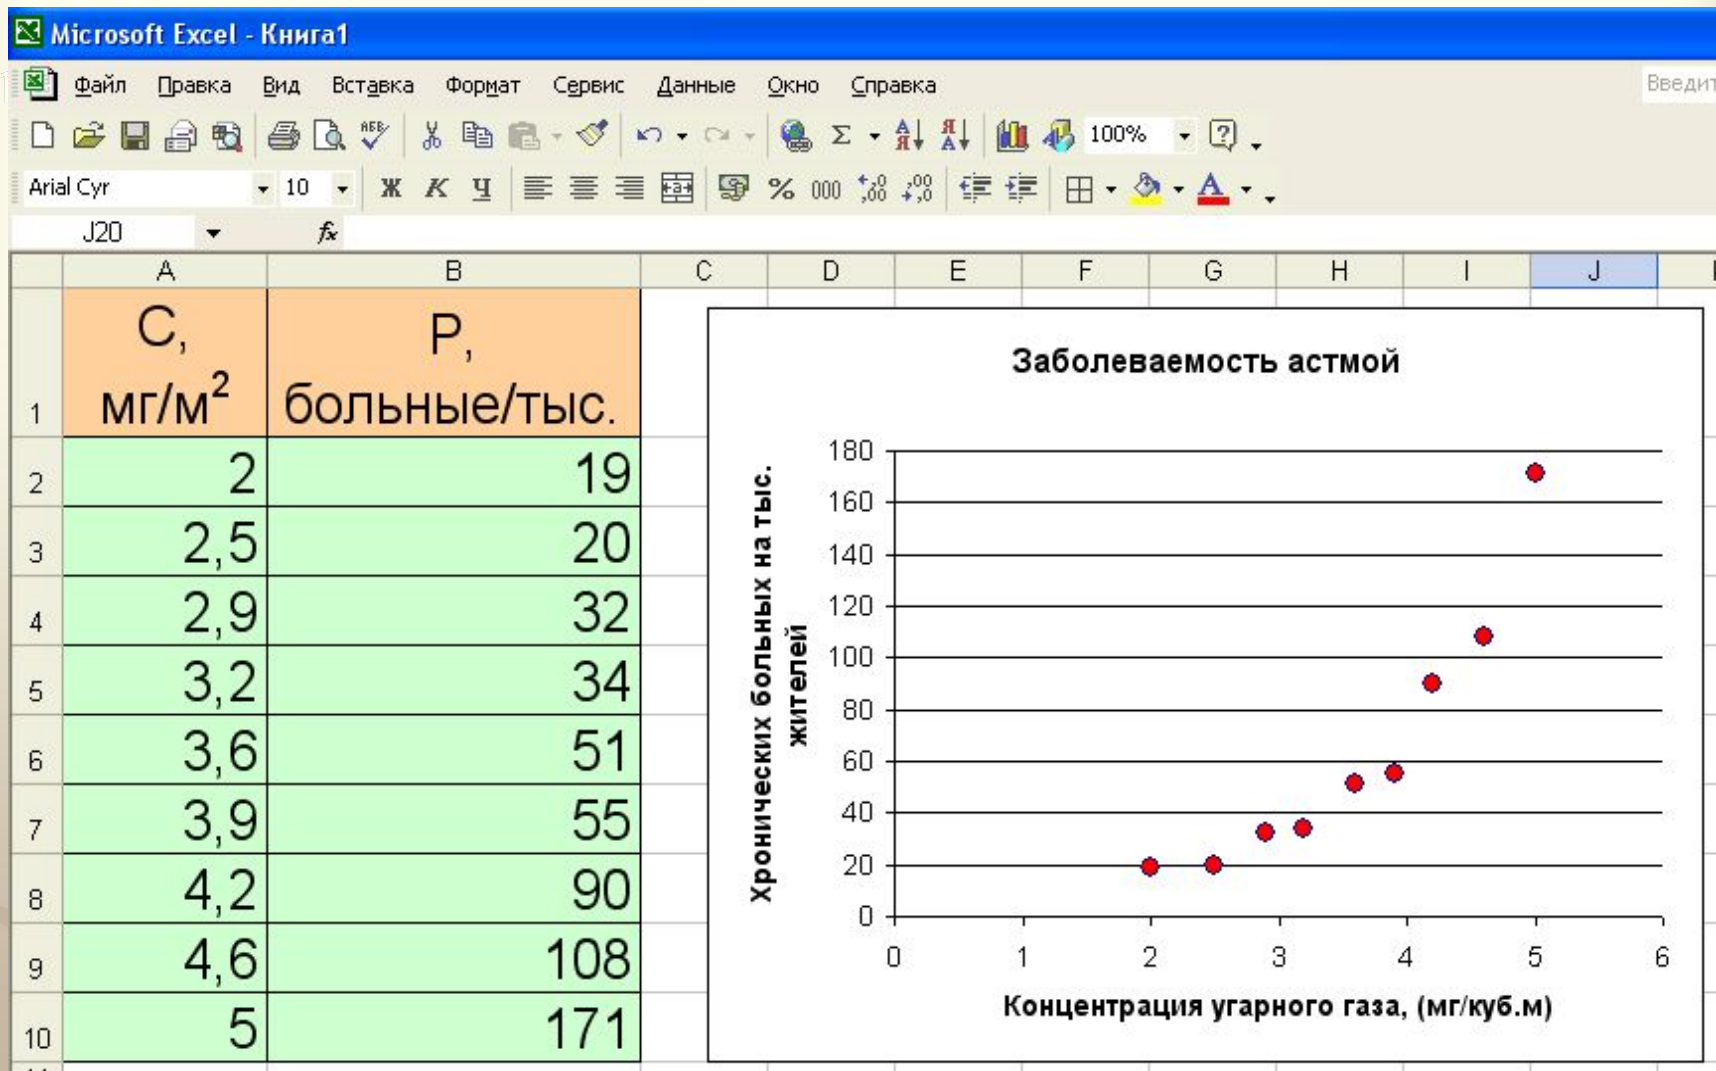 Microsoft Excel - Книга1
Файл Правка Вид Вставка Формат Сервис Данные Окно Справка
100%
Arial Cyr 10 Ж К Ч % 000
J20 fx
A B C D E F G H I J
1 C, P,
мг/м² больные/тыс.
2 2 19
3 2,5 20
4 2,9 32
5 3,2 34
6 3,6 51
7 3,9 55
8 4,2 90
9 4,6 108
10 5 171
Заболеваемость астмой
Хронических больных на тыс.
жителей
180
160
140
120
100
80
60
40
20
0
0 1 2 3 4 5 6
Концентрация угарного газа, (мг/куб.м)